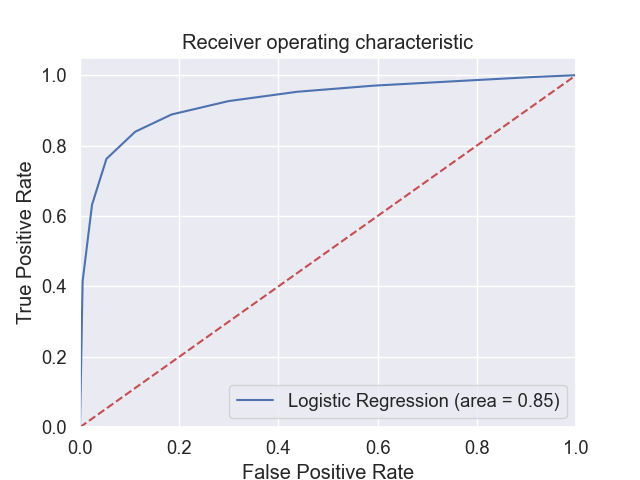 Receiver operating characteristic
True Positive Rate
1.0
0.8
0.6
0.4
0.2
0.0
Logistic Regression (area = 0.85)
0.0 0.2 0.4 0.6 0.8 1.0
False Positive Rate